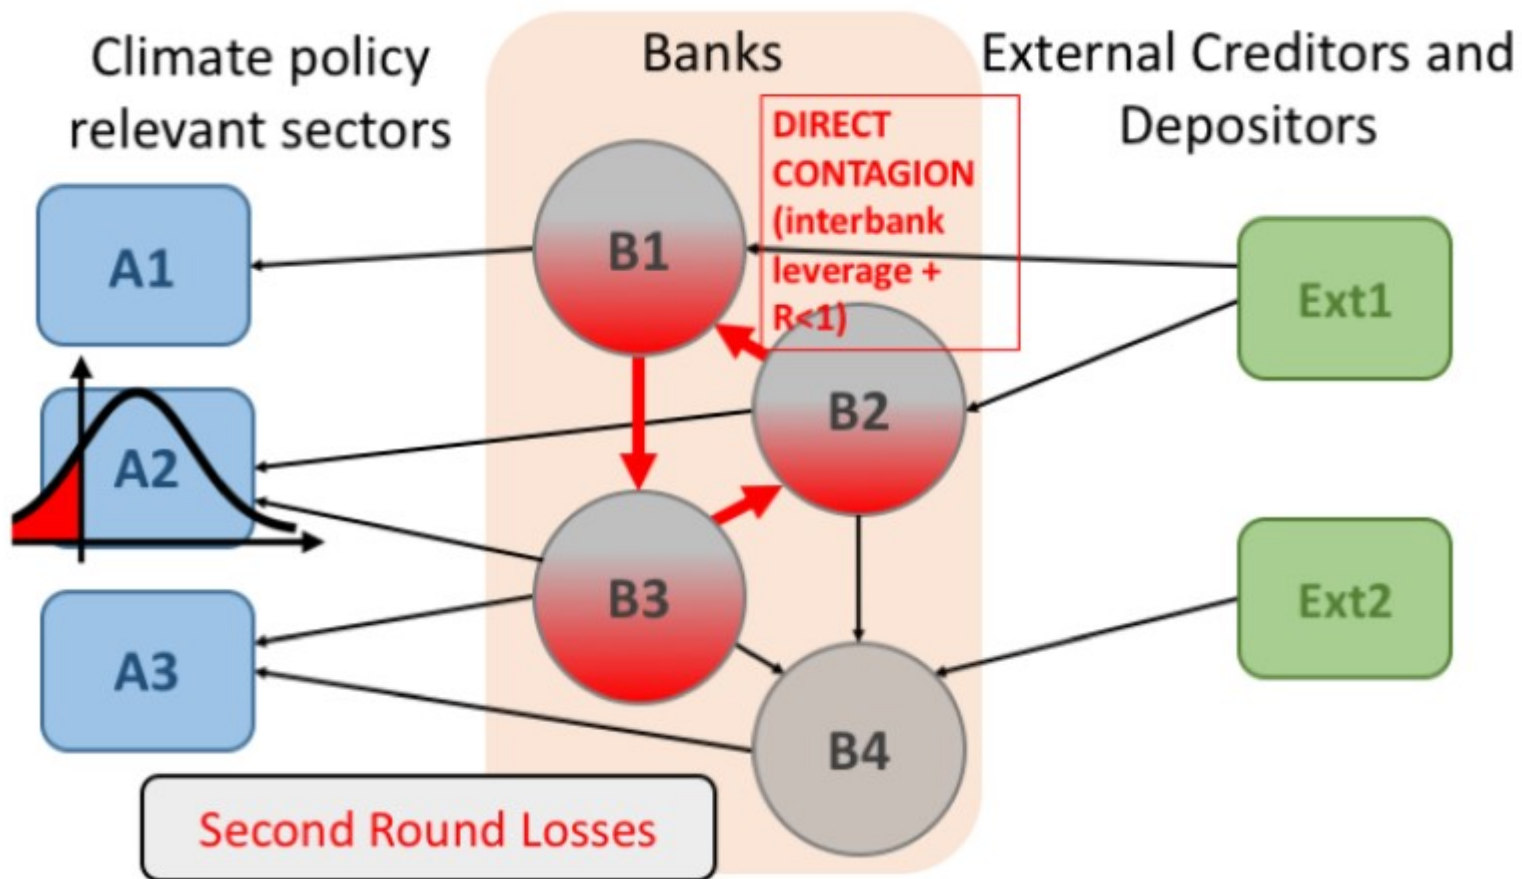 Climate policy
relevant sectors
Banks
External Creditors and
Depositors
DIRECT
CONTAGION
(interbank
leverage +
R<1)
A1
B1
Ext1
A2
B2
B3
Ext2
A3
B4
Second Round Losses